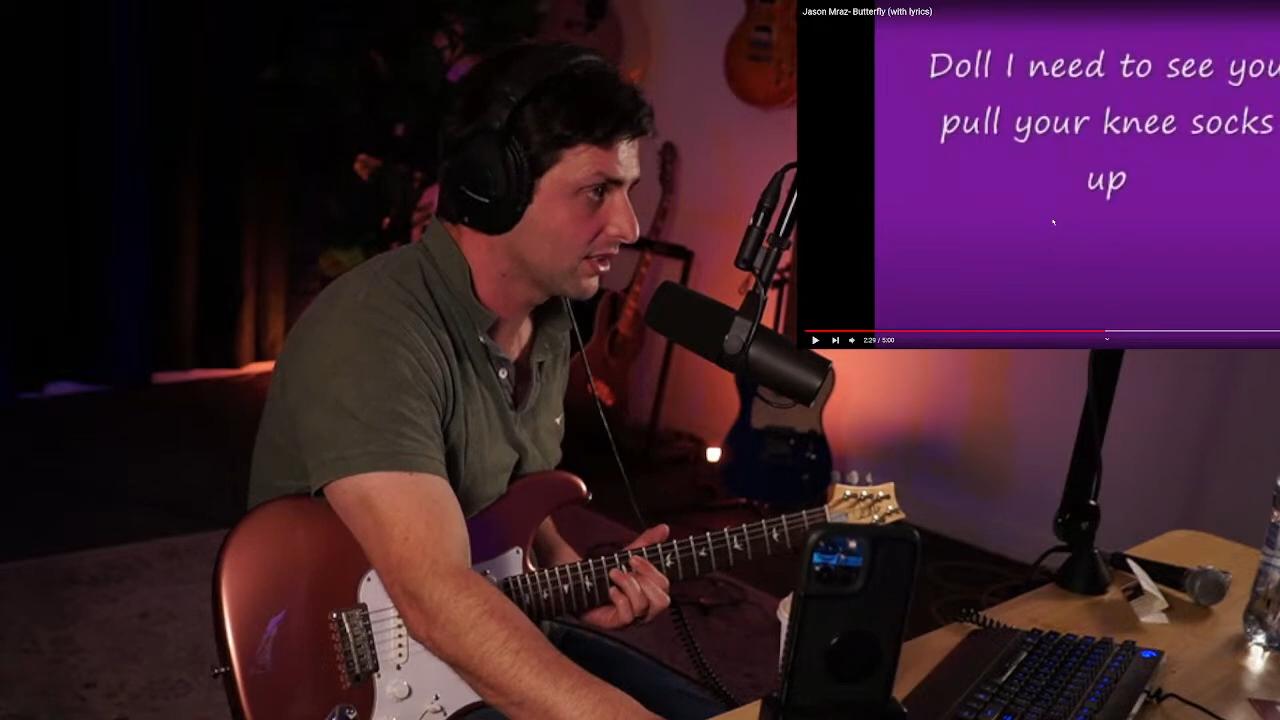 Jason Mraz- Butterfly (with lyrics)
Doll I need to see you
pull your knee socks
up
2:29 / 5:00